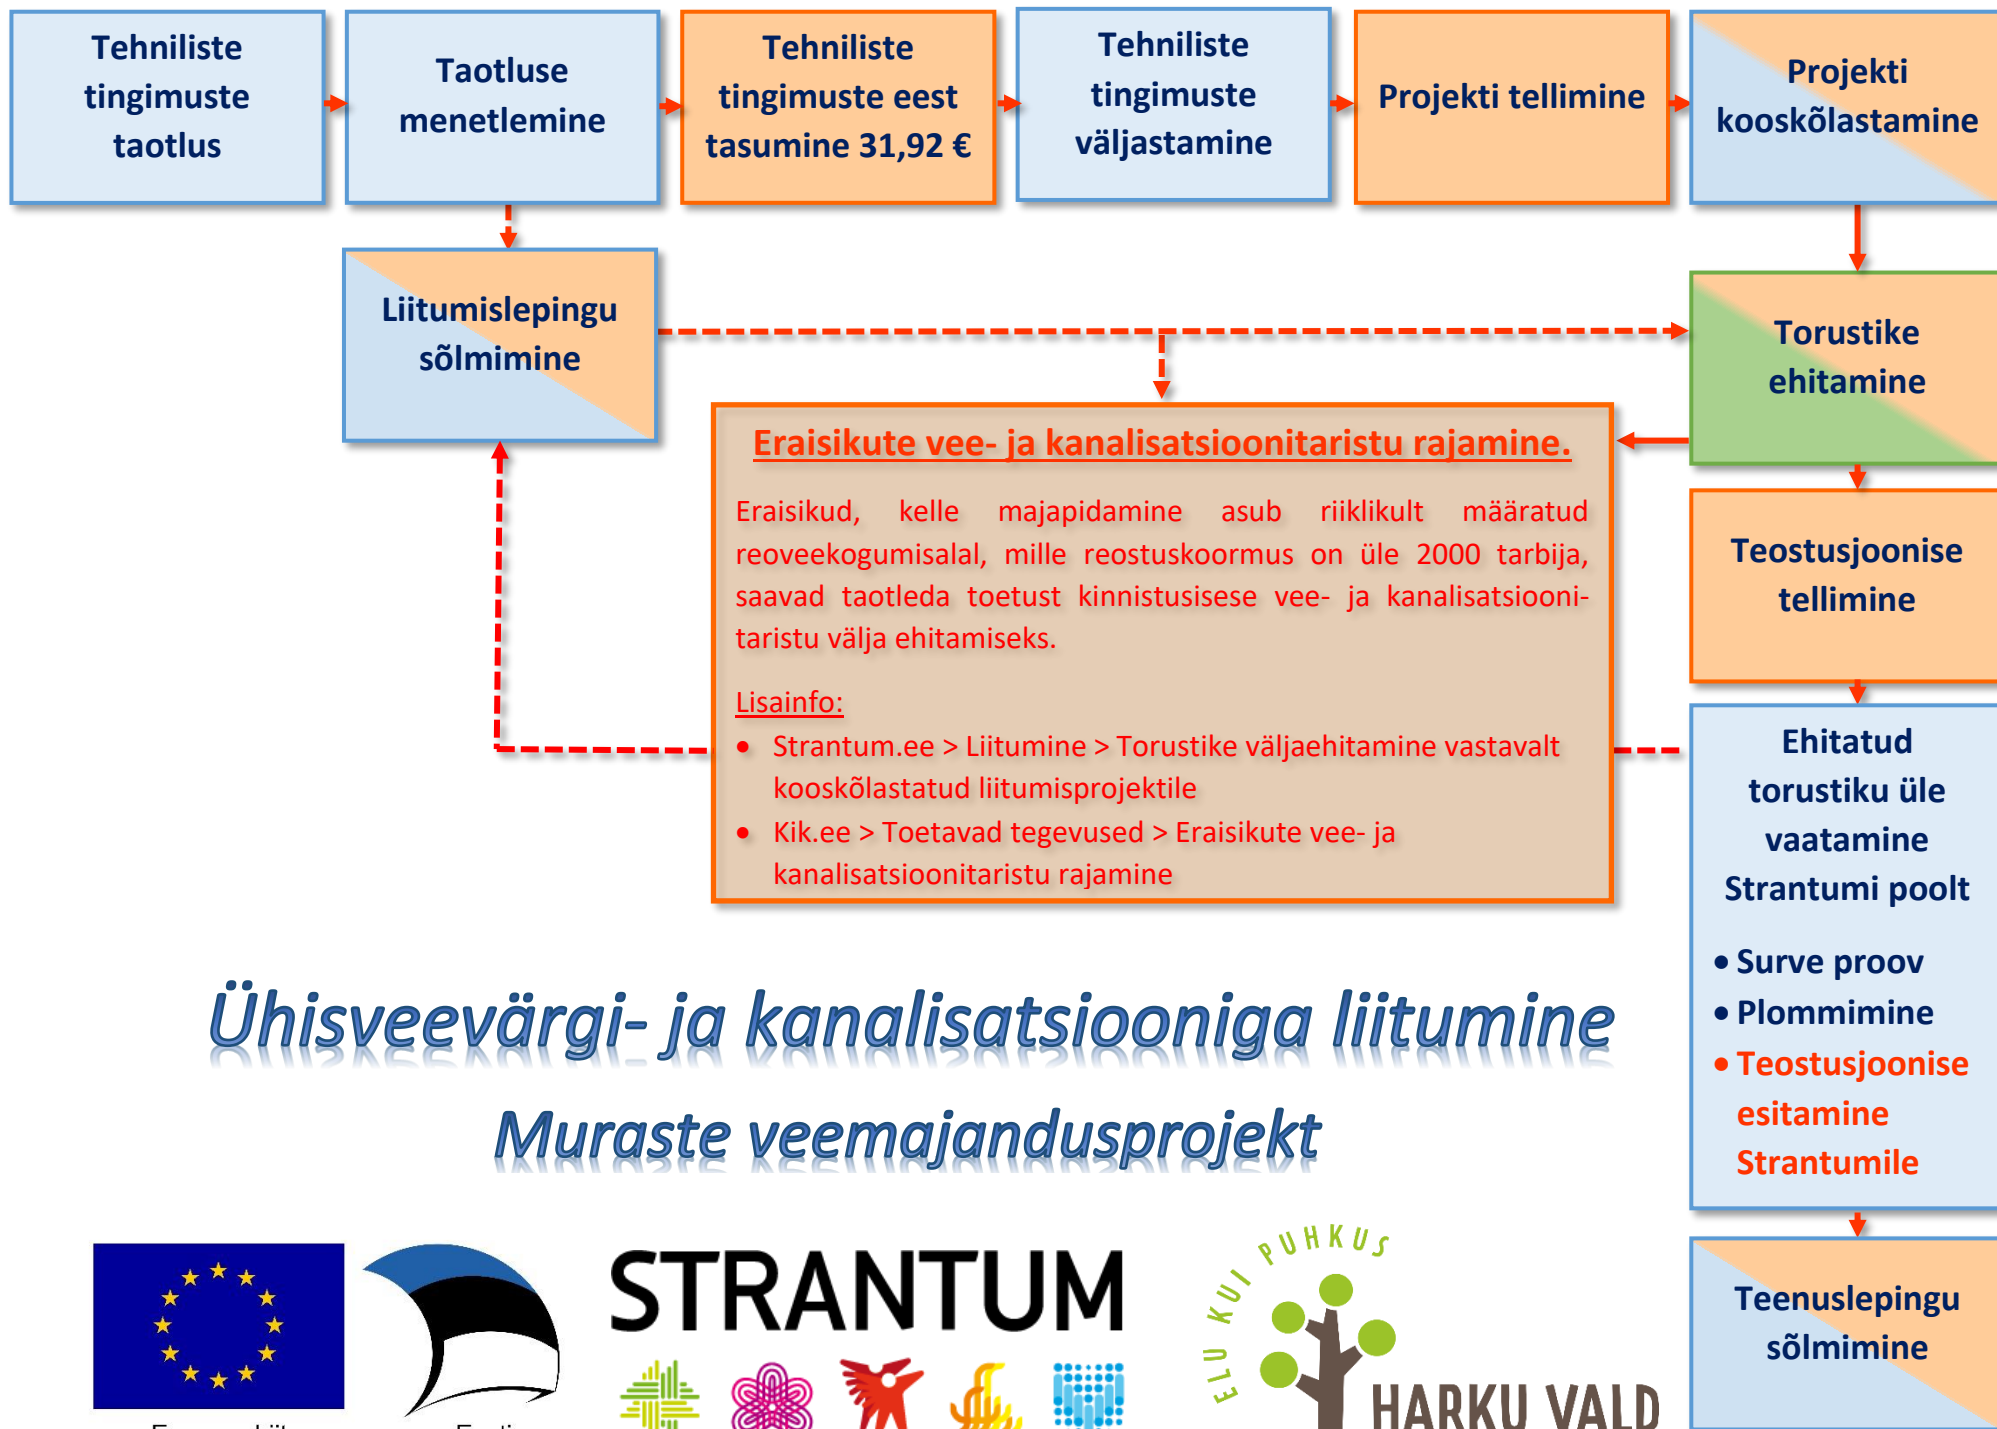 Tehniliste
tingimuste
taotlus
Taotluse
menetlemine
Tehniliste
tingimuste eest
tasumine 31,92 €
Tehniliste
tingimuste
väljastamine
Projekti tellimine
Projekti
kooskõlastamine
Liitumislepingu
sõlmimine
Torustike
ehitamine
Eraisikute vee- ja kanalisatsioonitaristu rajamine.
Eraisikud, kelle majapidamine asub riiklikult määratud
reoveekogumisalal, mille reostuskoormus on üle 2000 tarbija,
saavad taotleda toetust kinnistusisese vee- ja kanalisatsiooni-
taristu välja ehitamiseks.
Lisainfo:
• Strantum.ee > Liitumine > Torustike väljaehitamine vastavalt
kooskõlastatud liitumisprojektile
• Kik.ee > Toetavad tegevused > Eraisikute vee- ja
kanalisatsioonitaristu rajamine
Teostusjoonise
tellimine
Ehitatud
torustiku üle
vaatamine
Strantumi poolt
• Surve proov
• Plommimine
• Teostusjoonise
esitamine
Strantumile
Teenuslepingu
sõlmimine
Ühisveevärgi- ja kanalisatsiooniga liitumine
Muraste veemajandusprojekt
STRANTUM
ELU KUI PUHKUS
HARKU VALD